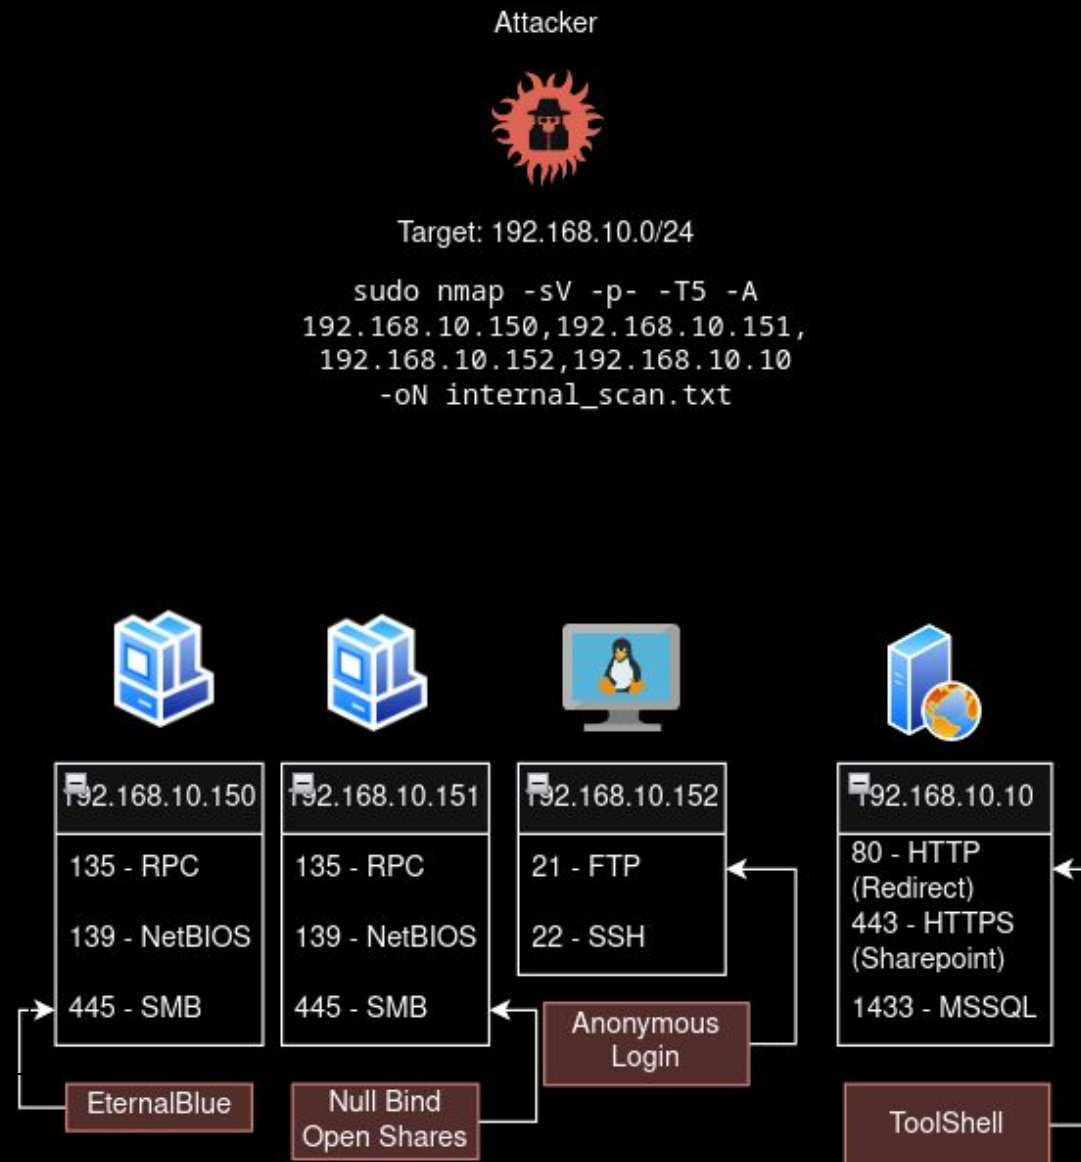 Attacker
Target: 192.168.10.0/24
sudo nmap -sV -p- -T5 -A
192.168.10.150,192.168.10.151,
192.168.10.152,192.168.10.10
-oN internal_scan.txt
192.168.10.150
135 - RPC
139 - NetBIOS
445 - SMB
EternalBlue
192.168.10.151
135 - RPC
139 - NetBIOS
445 - SMB
Null Bind
Open Shares
192.168.10.152
21 - FTP
22 - SSH
Anonymous
Login
192.168.10.10
80 - HTTP
(Redirect)
443 - HTTPS
(Sharepoint)
1433 - MSSQL
ToolShell